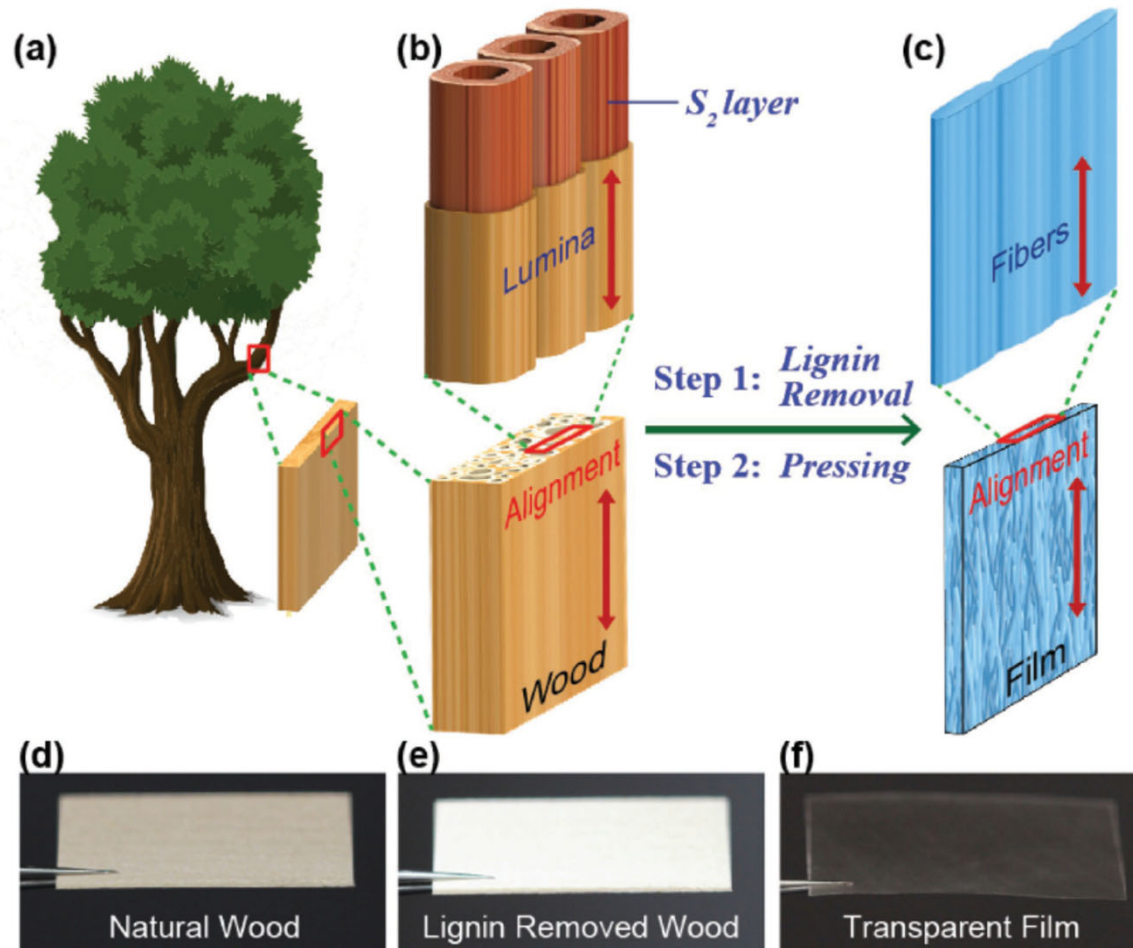 (a)
(b)
(c)
S₂ layer
Lumina
Fibers
Step 1: Lignin
Removal
Step 2: Pressing
Alignment
Wood
Alignment
Film
(d)
(e)
(f)
Natural Wood
Lignin Removed Wood
Transparent Film